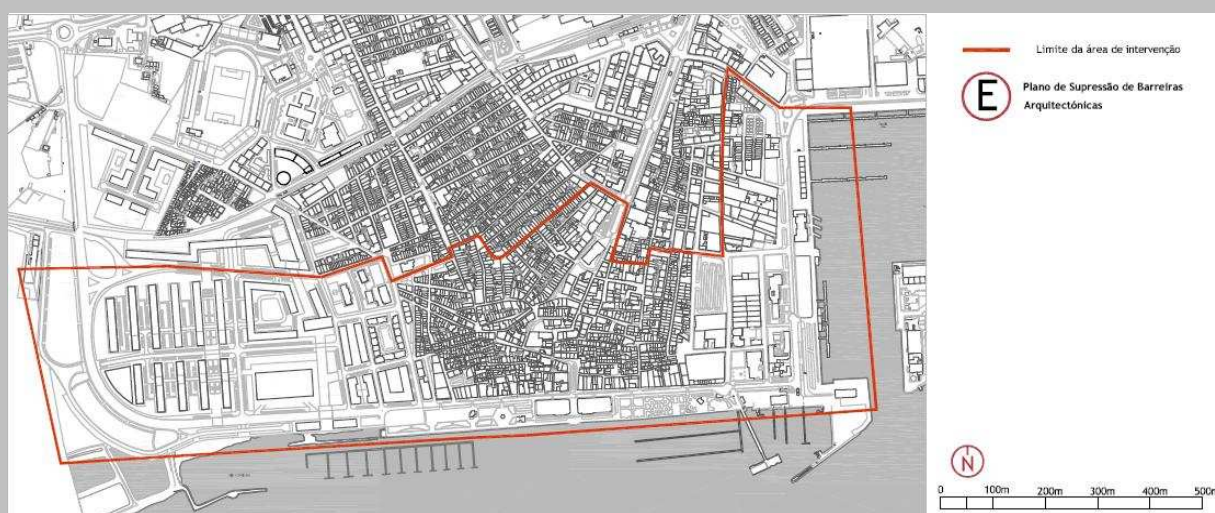 Limite da área de intervenção
E
Plano de Supressão de Barreiras
Arquitectónicas
N
0 100m 200m 300m 400m 500m